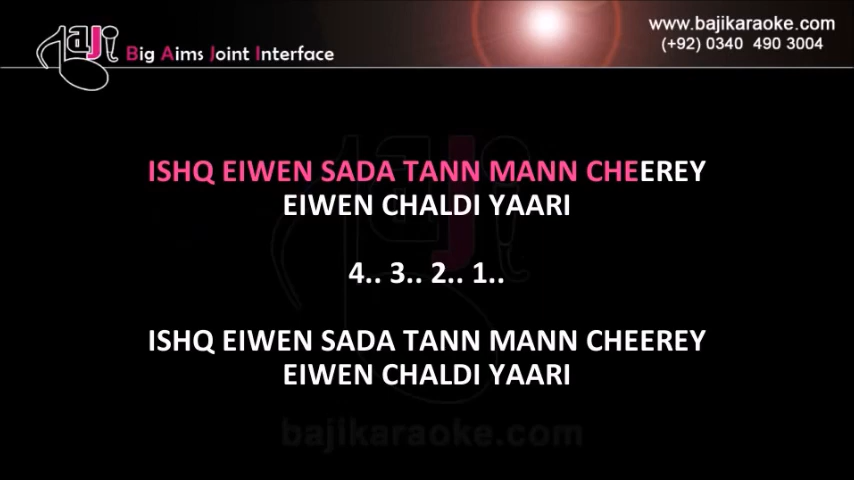 baji Big Aims Joint Interface
www.bajikaraoke.com
(+92) 0340 490 3004
ISHQ EIWEN SADA TANN MANN CHEEREY
EIWEN CHALDI YAARI
4.. 3.. 2.. 1..
ISHQ EIWEN SADA TANN MANN CHEEREY
EIWEN CHALDI YAARI
bajikaraoke.com